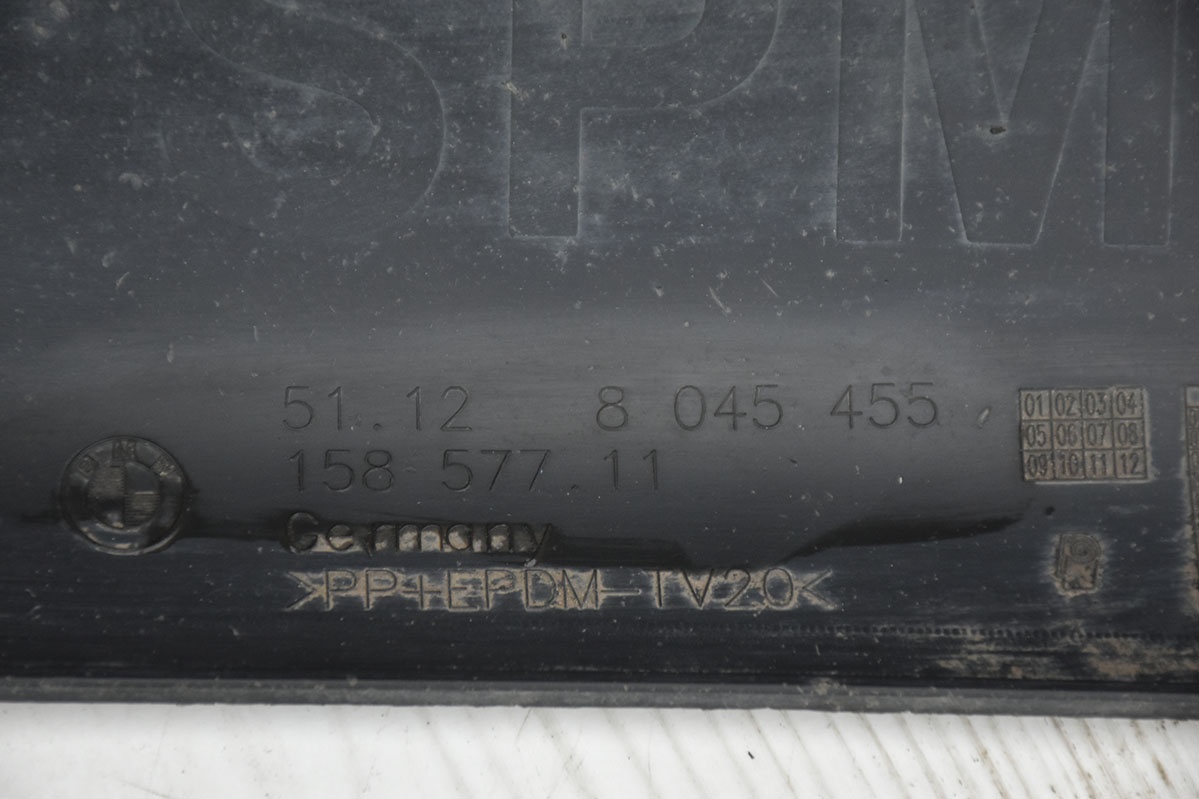 SPM
51.12 8 045 455
158 577.11
BMW
Germany
>PP+EPDM-TV20<
01 02 03 04
05 06 07 08
09 10 11 12